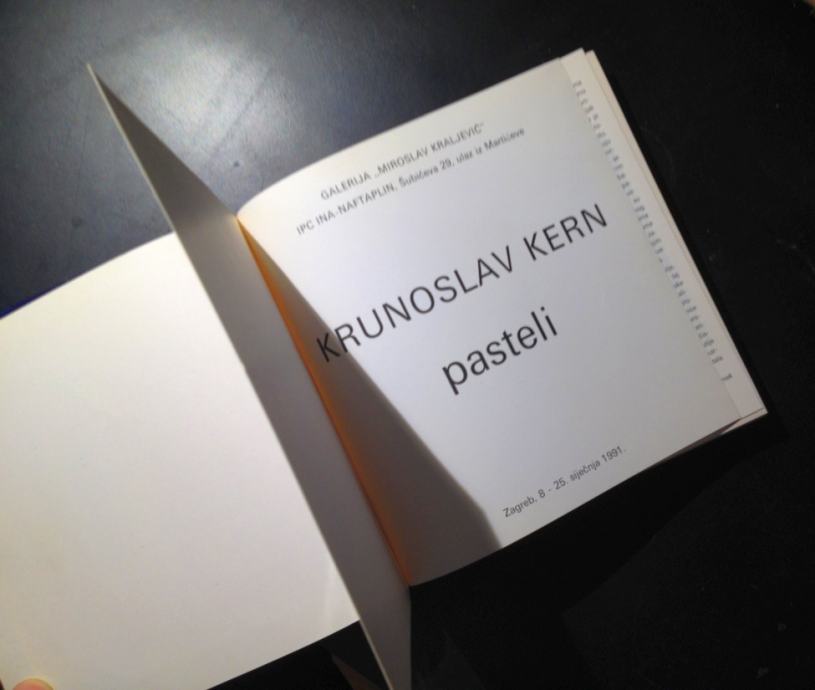 GALERIJA „MIROSLAV KRALJEVIĆ"
IPC INA-NAFTAPLIN, Šubićeva 29, ulaz iz Martićeve
KRUNOSLAV KERN
pasteli
Zagreb, 8 - 25. siječnja 1991.